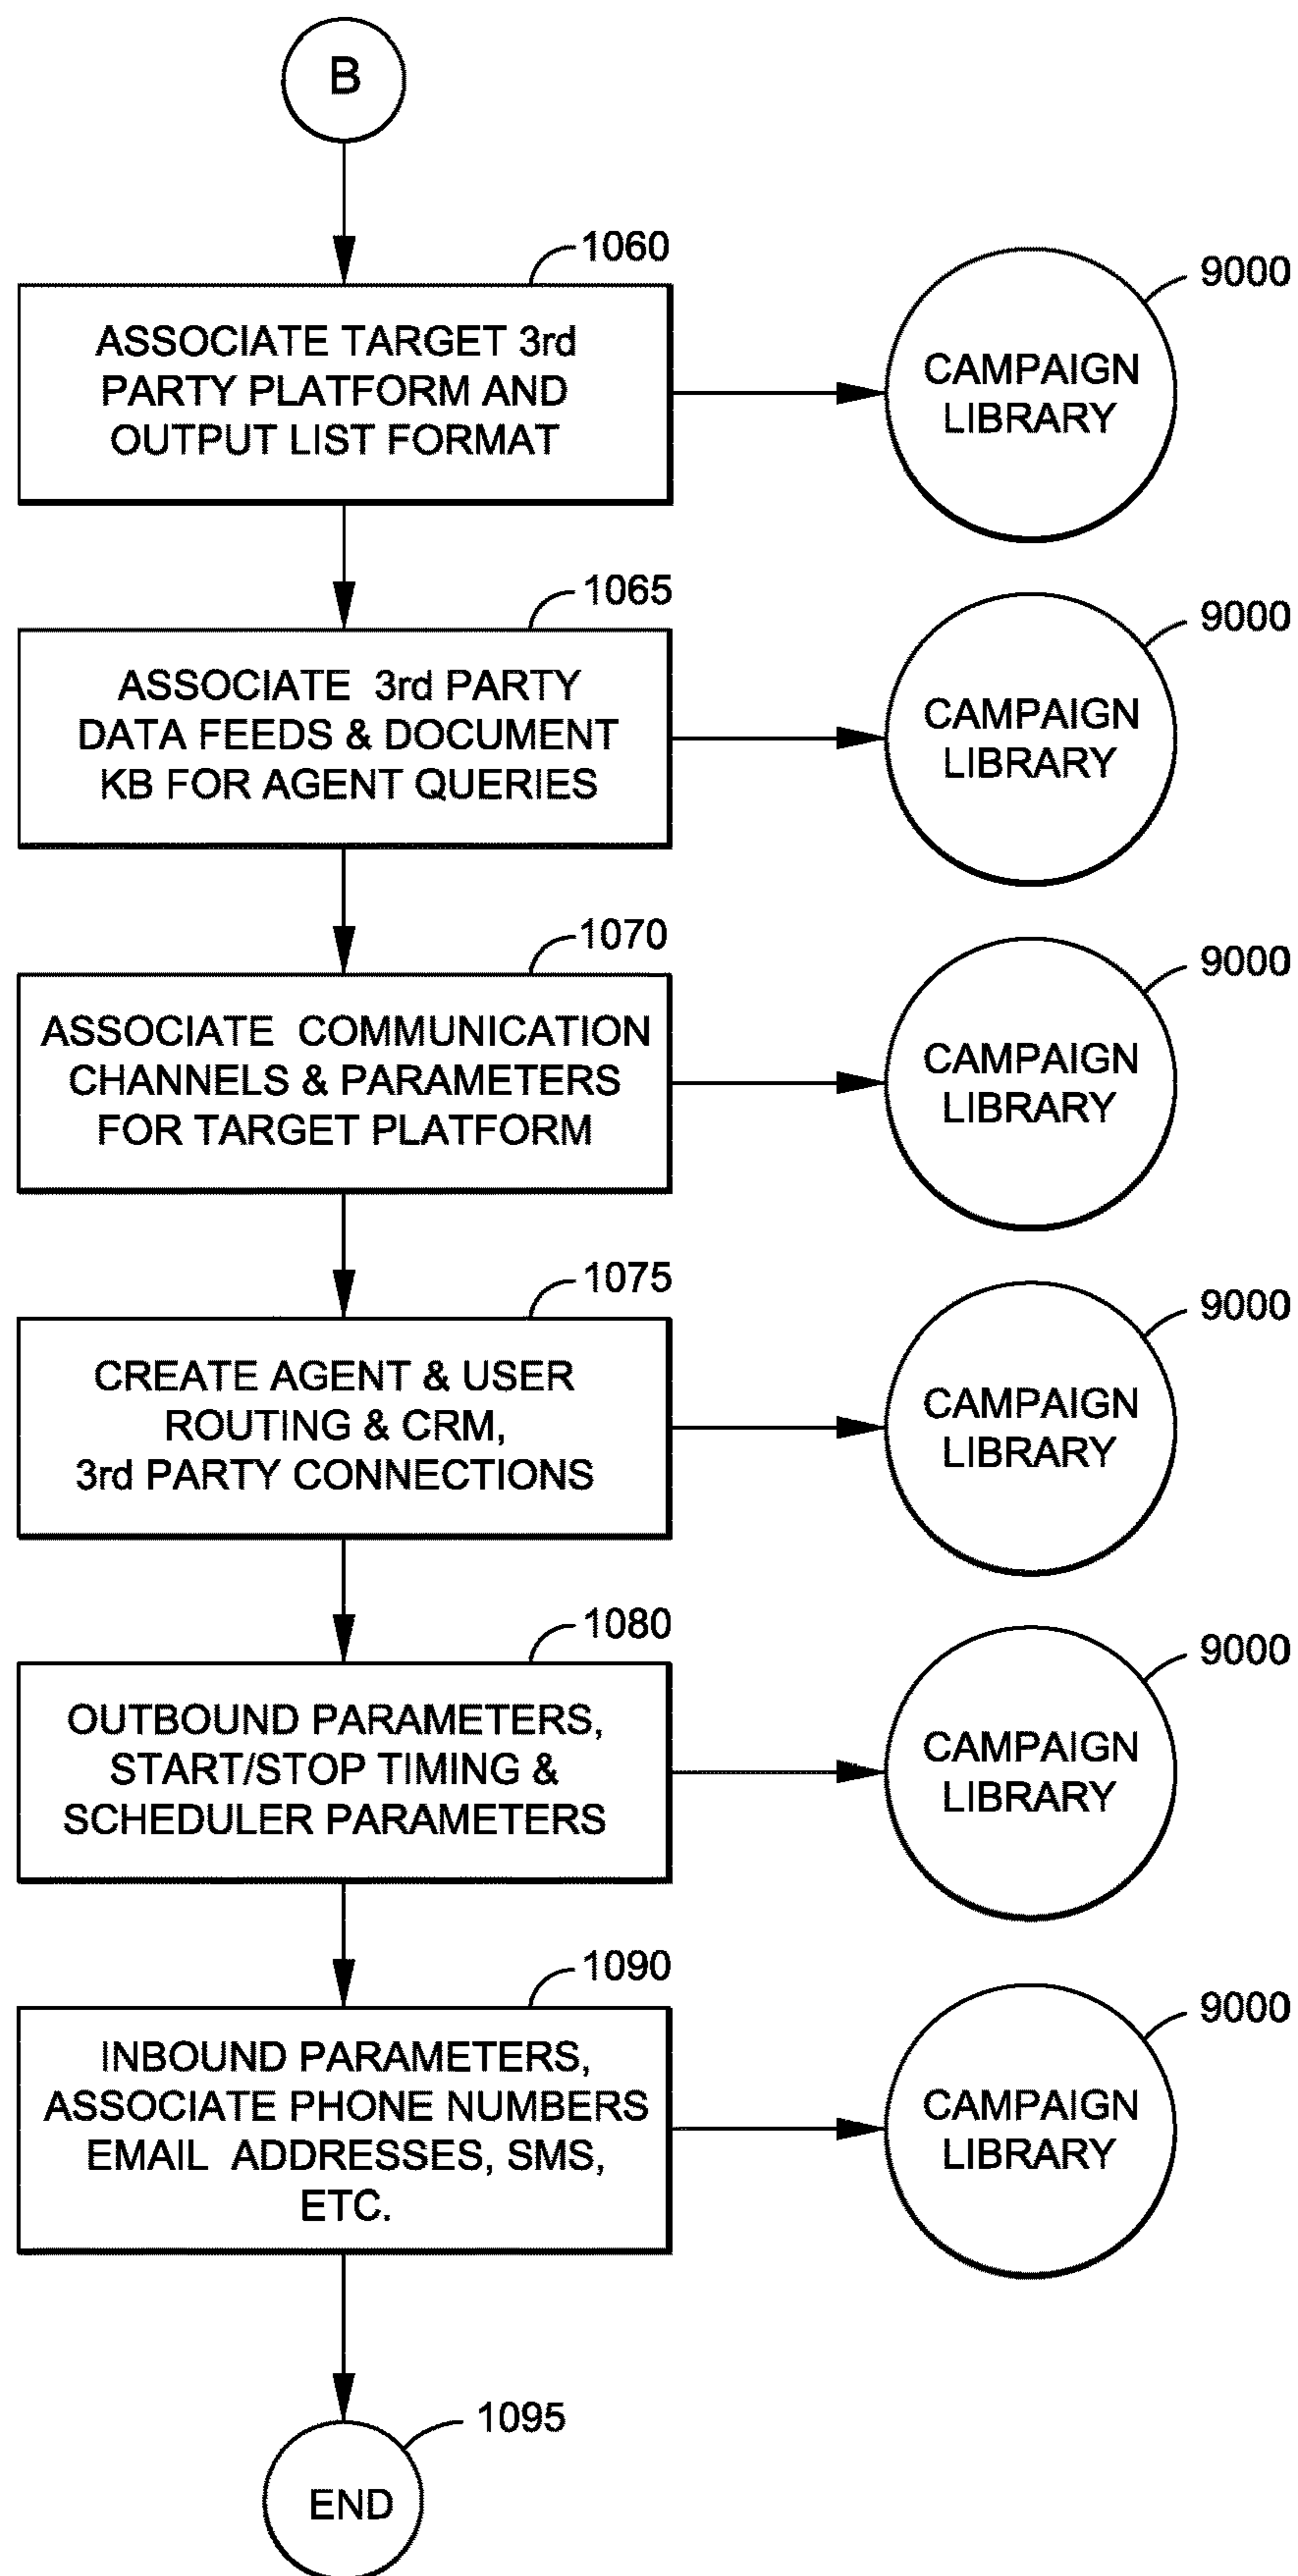 B
1060
ASSOCIATE TARGET 3rd
PARTY PLATFORM AND
OUTPUT LIST FORMAT
9000
CAMPAIGN
LIBRARY
1065
ASSOCIATE 3rd PARTY
DATA FEEDS & DOCUMENT
KB FOR AGENT QUERIES
9000
CAMPAIGN
LIBRARY
1070
ASSOCIATE COMMUNICATION
CHANNELS & PARAMETERS
FOR TARGET PLATFORM
9000
CAMPAIGN
LIBRARY
1075
CREATE AGENT & USER
ROUTING & CRM,
3rd PARTY CONNECTIONS
9000
CAMPAIGN
LIBRARY
1080
OUTBOUND PARAMETERS,
START/STOP TIMING &
SCHEDULER PARAMETERS
9000
CAMPAIGN
LIBRARY
1090
INBOUND PARAMETERS,
ASSOCIATE PHONE NUMBERS
EMAIL ADDRESSES, SMS,
ETC.
9000
CAMPAIGN
LIBRARY
1095
END